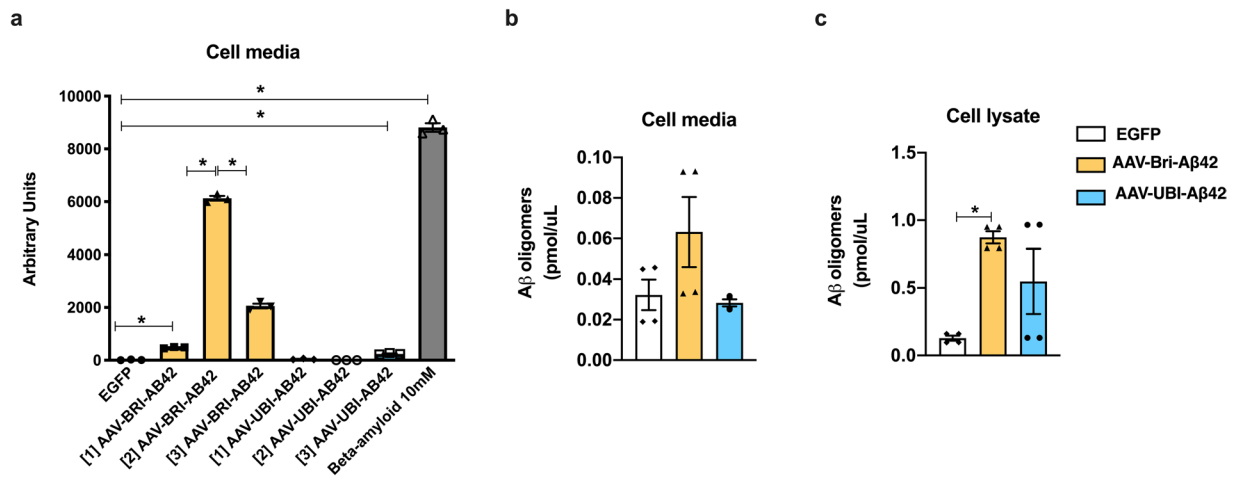 a
Cell media
Arbitrary Units
10000
8000
6000
4000
2000
0
*
*
*
*
*
EGFP
[1] AAV-BRI-AB42
[2] AAV-BRI-AB42
[3] AAV-BRI-AB42
[1] AAV-UBI-AB42
[2] AAV-UBI-AB42
[3] AAV-UBI-AB42
Beta-amyloid 10mM
b
Cell media
Aβ oligomers
(pmol/uL
0.10
0.08
0.06
0.04
0.02
0.00
c
Cell lysate
Aβ oligomers
(pmol/uL
1.5
1.0
0.5
0.0
*
EGFP
AAV-Bri-Aβ42
AAV-UBI-Aβ42